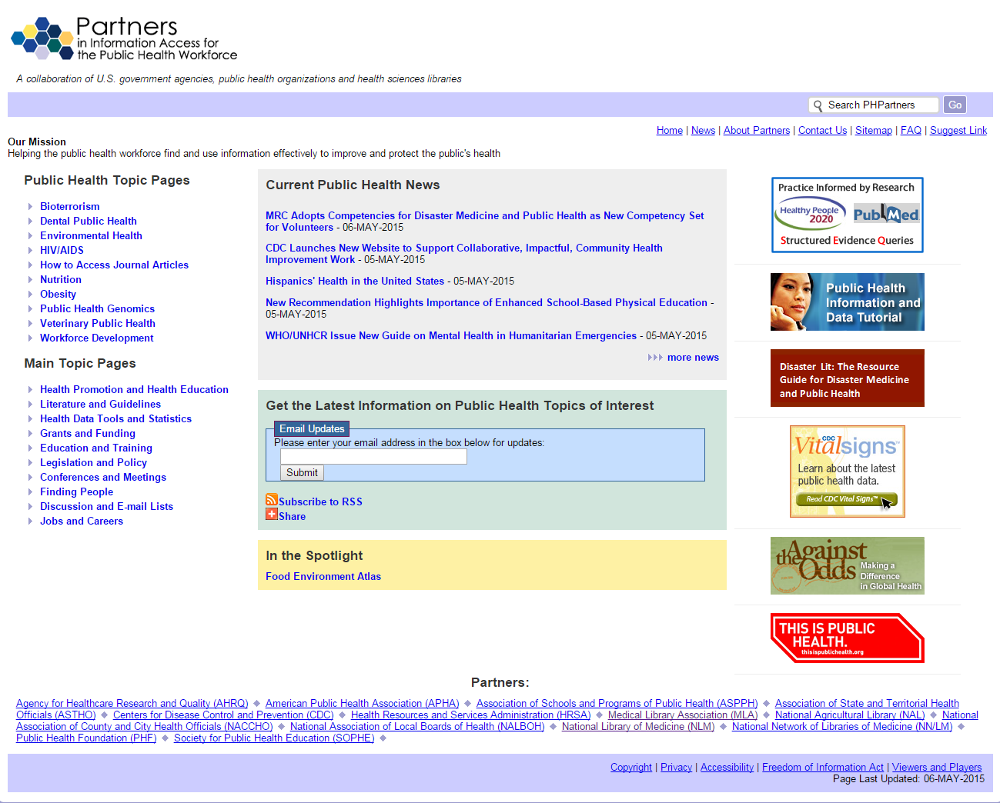 Partners
in Information Access for
the Public Health Workforce
A collaboration of U.S. government agencies, public health organizations and health sciences libraries
Search PHPartners Go
Home | News | About Partners | Contact Us | Sitemap | FAQ | Suggest Link
Our Mission
Helping the public health workforce find and use information effectively to improve and protect the public's health
Public Health Topic Pages
Bioterrorism
Dental Public Health
Environmental Health
HIV/AIDS
How to Access Journal Articles
Nutrition
Obesity
Public Health Genomics
Veterinary Public Health
Workforce Development
Main Topic Pages
Health Promotion and Health Education
Literature and Guidelines
Health Data Tools and Statistics
Grants and Funding
Education and Training
Legislation and Policy
Conferences and Meetings
Finding People
Discussion and E-mail Lists
Jobs and Careers
Current Public Health News
MRC Adopts Competencies for Disaster Medicine and Public Health as New Competency Set
for Volunteers - 06-MAY-2015
CDC Launches New Website to Support Collaborative, Impactful, Community Health
Improvement Work - 05-MAY-2015
Hispanics' Health in the United States - 05-MAY-2015
New Recommendation Highlights Importance of Enhanced School-Based Physical Education -
05-MAY-2015
WHO/UNHCR Issue New Guide on Mental Health in Humanitarian Emergencies - 05-MAY-2015
more news
Get the Latest Information on Public Health Topics of Interest
Email Updates
Please enter your email address in the box below for updates:
Submit
Subscribe to RSS
Share
In the Spotlight
Food Environment Atlas
Practice Informed by Research
Healthy People
2020
PubMed
Structured Evidence Queries
Public Health
Information and
Data Tutorial
Disaster Lit: The Resource
Guide for Disaster Medicine
and Public Health
CDC
Vitalsigns™
Learn about the latest
public health data.
Read CDC Vital Signs™
Against
the Odds
Making a
Difference
in Global Health
THIS IS PUBLIC
HEALTH.
thisispublichealth.org
Partners:
Agency for Healthcare Research and Quality (AHRQ) American Public Health Association (APHA) Association of Schools and Programs of Public Health (ASPPH) Association of State and Territorial Health
Officials (ASTHO) Centers for Disease Control and Prevention (CDC) Health Resources and Services Administration (HRSA) Medical Library Association (MLA) National Agricultural Library (NAL) National
Association of County and City Health Officials (NACCHO) National Association of Local Boards of Health (NALBOH) National Library of Medicine (NLM) National Network of Libraries of Medicine (NN/LM)
Public Health Foundation (PHF) Society for Public Health Education (SOPHE)
Copyright | Privacy | Accessibility | Freedom of Information Act | Viewers and Players
Page Last Updated: 06-MAY-2015